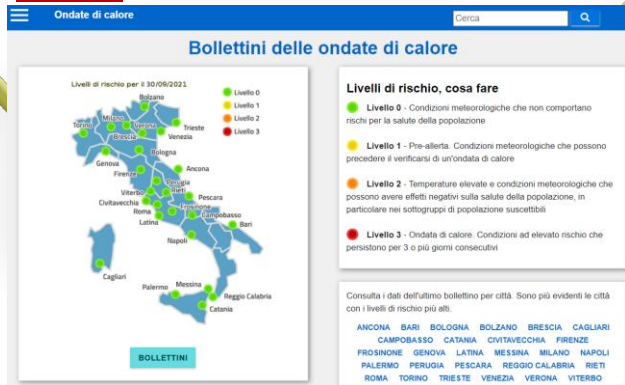 Ondate di calore
Cerca
Bollettini delle ondate di calore
Livelli di rischio per il 30/09/2021
Livello 0
Livello 1
Livello 2
Livello 3
Bolzano
Milano
Torino
Verona
Trieste
Brescia
Venezia
Bologna
Genova
Firenze
Ancona
Perugia
Viterbo
Rieti
Pescara
Civitavecchia
Frosinone
Roma
Campobasso
Latina
Bari
Napoli
Cagliari
Palermo
Messina
Reggio Calabria
Catania
BOLLETTINI
Livelli di rischio, cosa fare
Livello 0 - Condizioni meteorologiche che non comportano
rischi per la salute della popolazione
Livello 1 - Pre-allerta. Condizioni meteorologiche che possono
precedere il verificarsi di un'ondata di calore
Livello 2 - Temperature elevate e condizioni meteorologiche che
possono avere effetti negativi sulla salute della popolazione, in
particolare nei sottogruppi di popolazione suscettibili
Livello 3 - Ondata di calore. Condizioni ad elevato rischio che
persistono per 3 o più giorni consecutivi
Consulta i dati dell'ultimo bollettino per città. Sono più evidenti le città
con i livelli di rischio più alti.
ANCONA BARI BOLOGNA BOLZANO BRESCIA CAGLIARI
CAMPOBASSO CATANIA CIVITAVECCHIA FIRENZE
FROSINONE GENOVA LATINA MESSINA MILANO NAPOLI
PALERMO PERUGIA PESCARA REGGIO CALABRIA RIETI
ROMA TORINO TRIESTE VENEZIA VERONA VITERBO